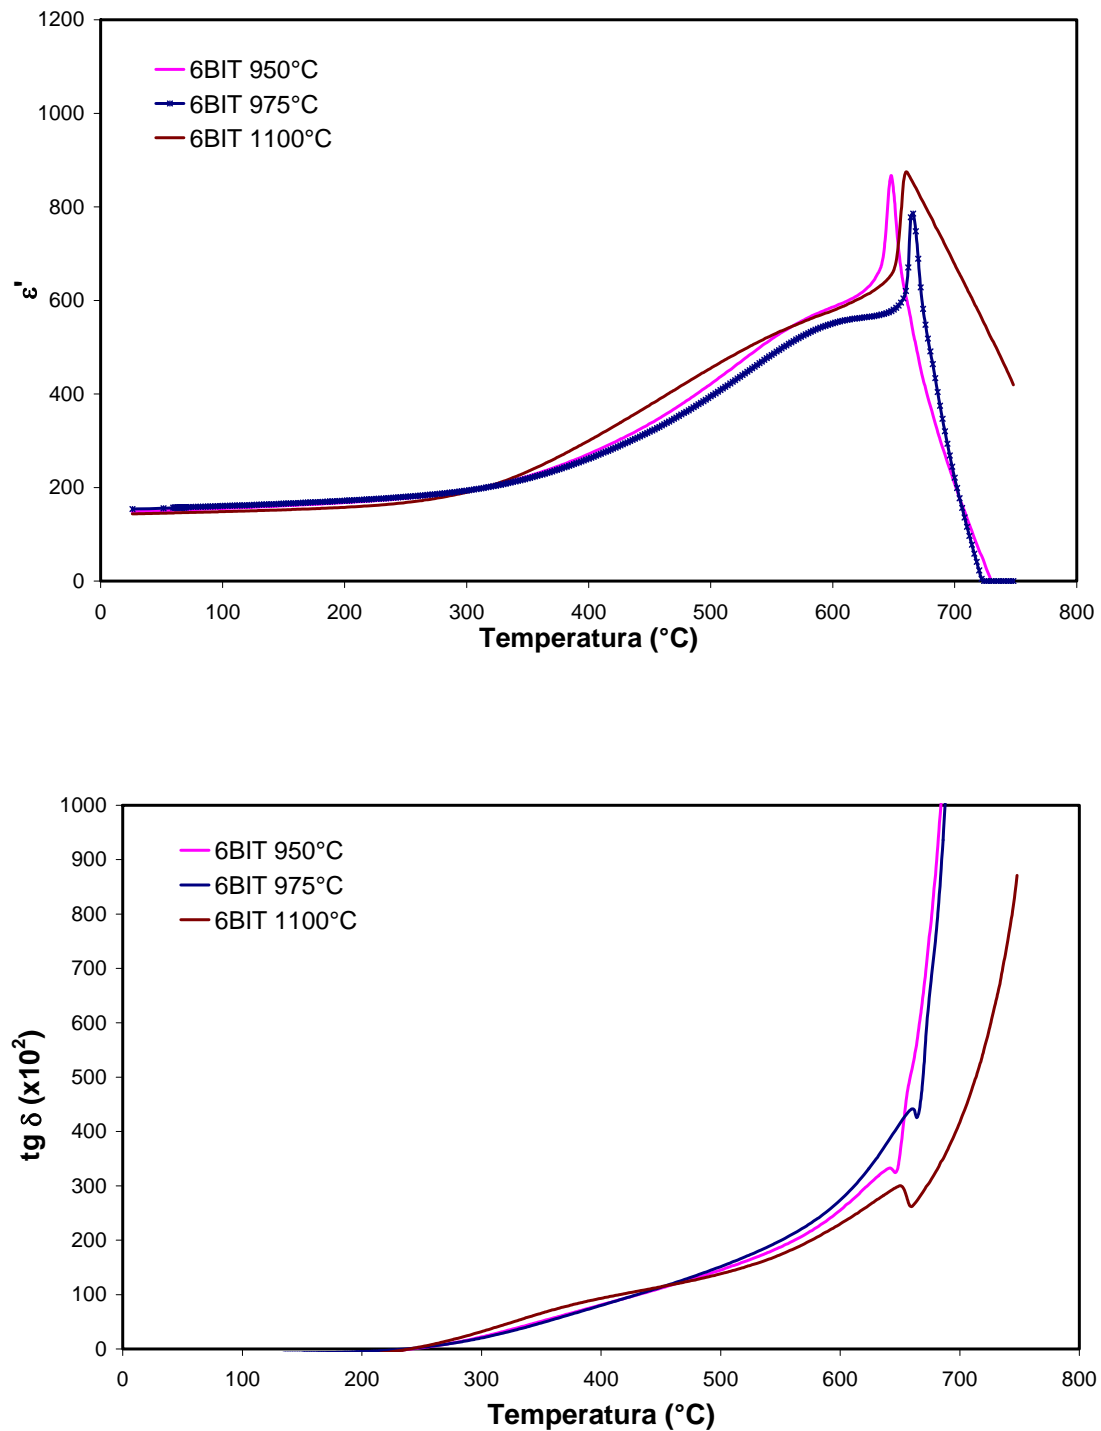 1200
1000
800
600
400
200
0
ε'
6BIT 950°C
6BIT 975°C
6BIT 1100°C
0 100 200 300 400 500 600 700 800
Temperatura (°C)
1000
900
800
700
600
500
400
300
200
100
0
tg δ (x10²)
6BIT 950°C
6BIT 975°C
6BIT 1100°C
0 100 200 300 400 500 600 700 800
Temperatura (°C)